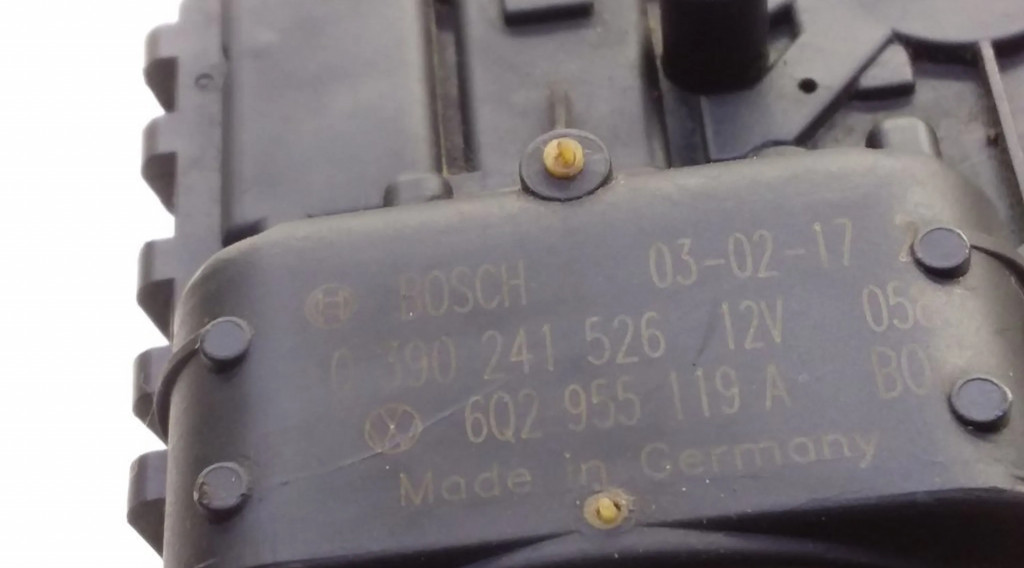 BOSCH 03-02-17
0 390 241 526 12V
6Q2 955 119 A
Made in Germany